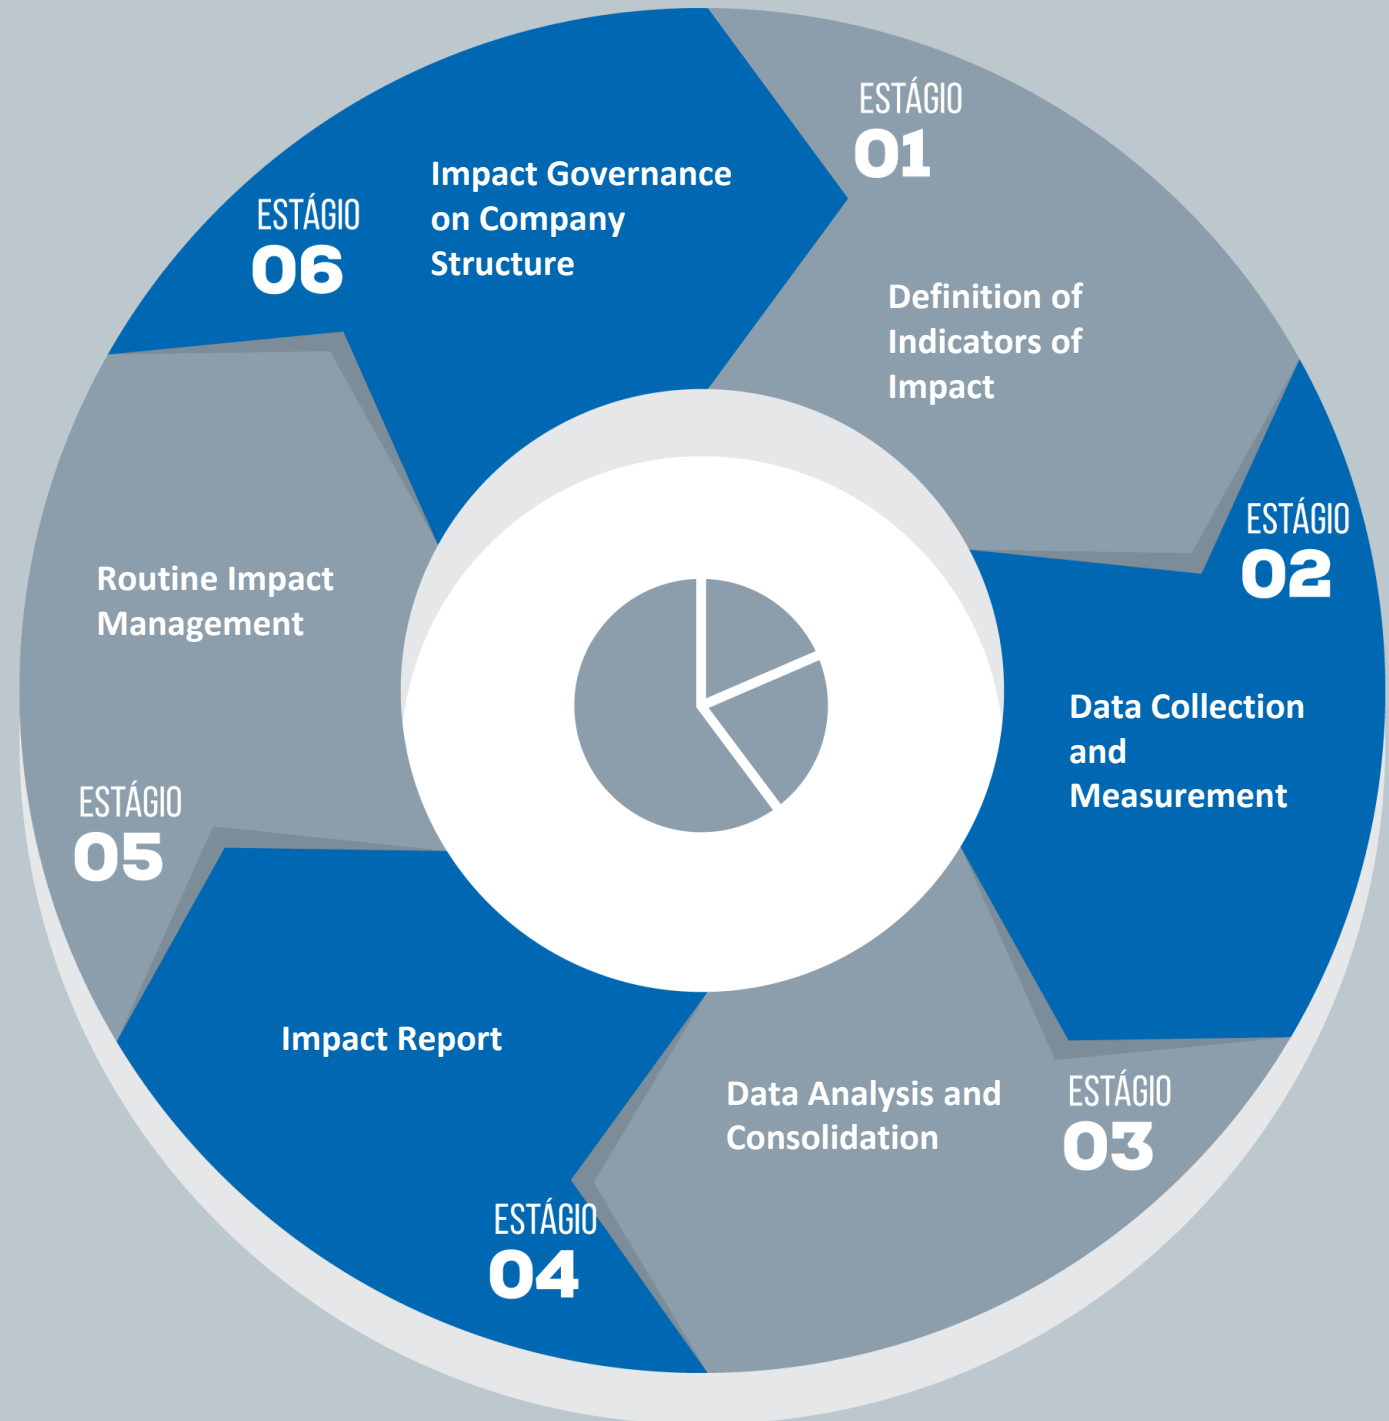 ESTÁGIO
01
Definition of
Indicators of
Impact
ESTÁGIO
02
Data Collection
and
Measurement
ESTÁGIO
03
Data Analysis and
Consolidation
ESTÁGIO
04
Impact Report
ESTÁGIO
05
Routine Impact
Management
ESTÁGIO
06
Impact Governance
on Company
Structure